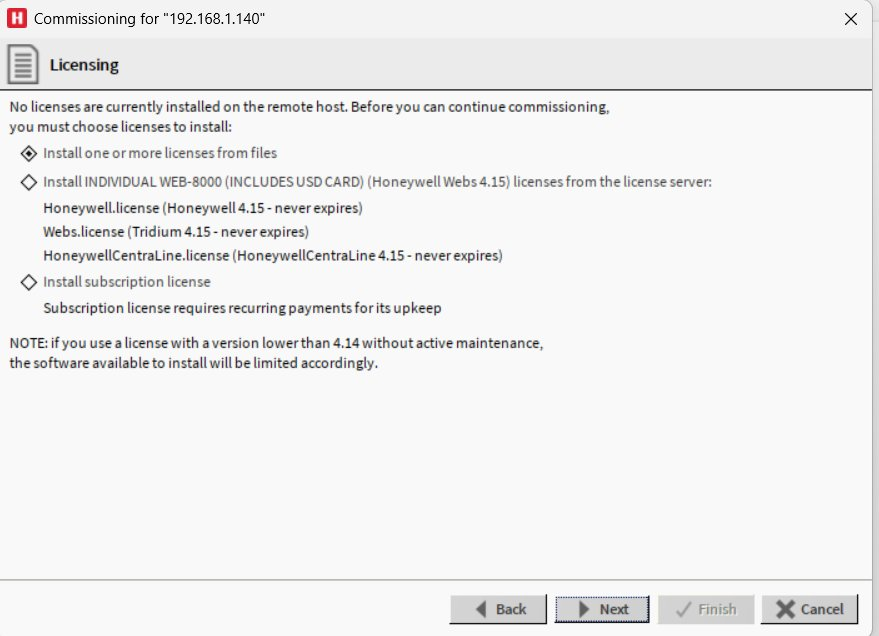 H Commissioning for "192.168.1.140"
Licensing
No licenses are currently installed on the remote host. Before you can continue commissioning,
you must choose licenses to install:
Install one or more licenses from files
Install INDIVIDUAL WEB-8000 (INCLUDES USD CARD) (Honeywell Webs 4.15) licenses from the license server:
Honeywell.license (Honeywell 4.15 - never expires)
Webs.license (Tridium 4.15 - never expires)
HoneywellCentraLine.license (HoneywellCentraLine 4.15 - never expires)
Install subscription license
Subscription license requires recurring payments for its upkeep
NOTE: if you use a license with a version lower than 4.14 without active maintenance,
the software available to install will be limited accordingly.
Back Next Finish Cancel